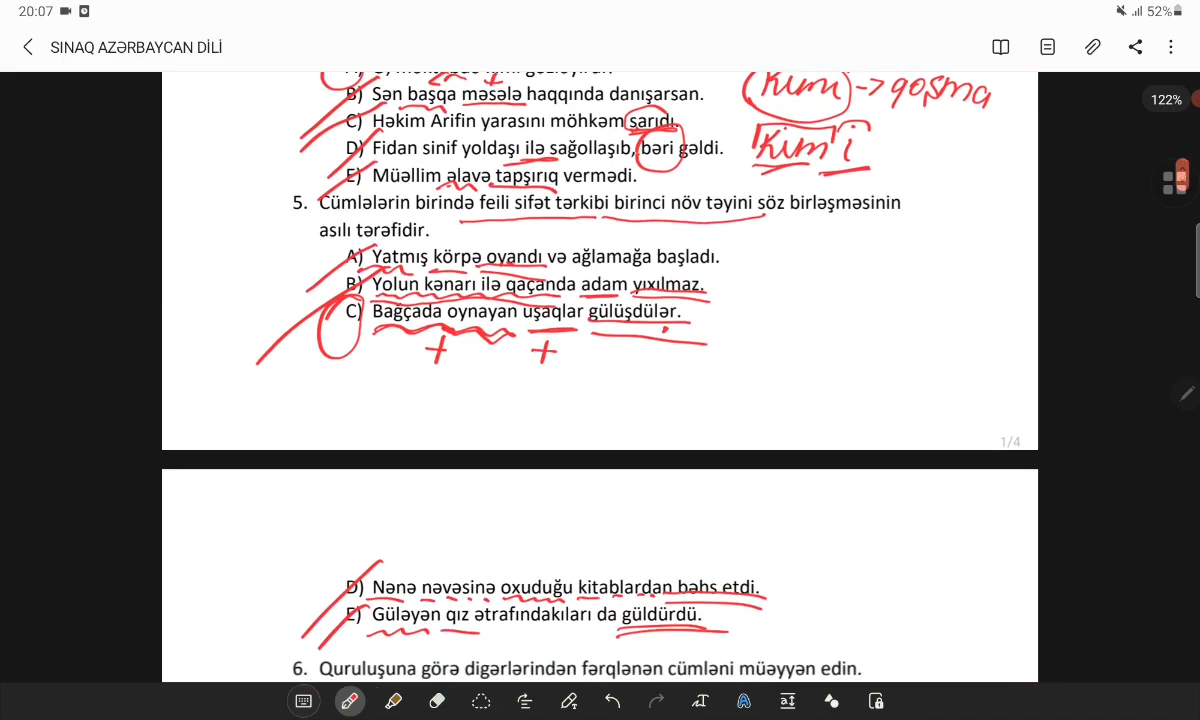 20:07 52%
SINAQ AZƏRBAYCAN DİLİ
122%
B) Sən başqa məsələ haqqında danışarsan.
(kimi) -> qoşma
C) Həkim Arifin yarasını möhkəm sarıdı.
D) Fidan sinif yoldaşı ilə sağollaşıb, bəri gəldi.
kim i
E) Müəllim əlavə tapşırıq vermədi.
5. Cümlələrin birində feili sifət tərkibi birinci növ təyini söz birləşməsinin
asılı tərəfidir.
A) Yatmış körpə oyandı və ağlamağa başladı.
B) Yolun kənarı ilə qaçanda adam yıxılmaz.
C) Bağçada oynayan uşaqlar gülüşdülər.
+ +
1/4
D) Nənə nəvəsinə oxuduğu kitablardan bəhs etdi.
E) Güləyən qız ətrafındakıları da güldürdü.
6. Quruluşuna görə digərlərindən fərqlənən cümləni müəyyən edin.